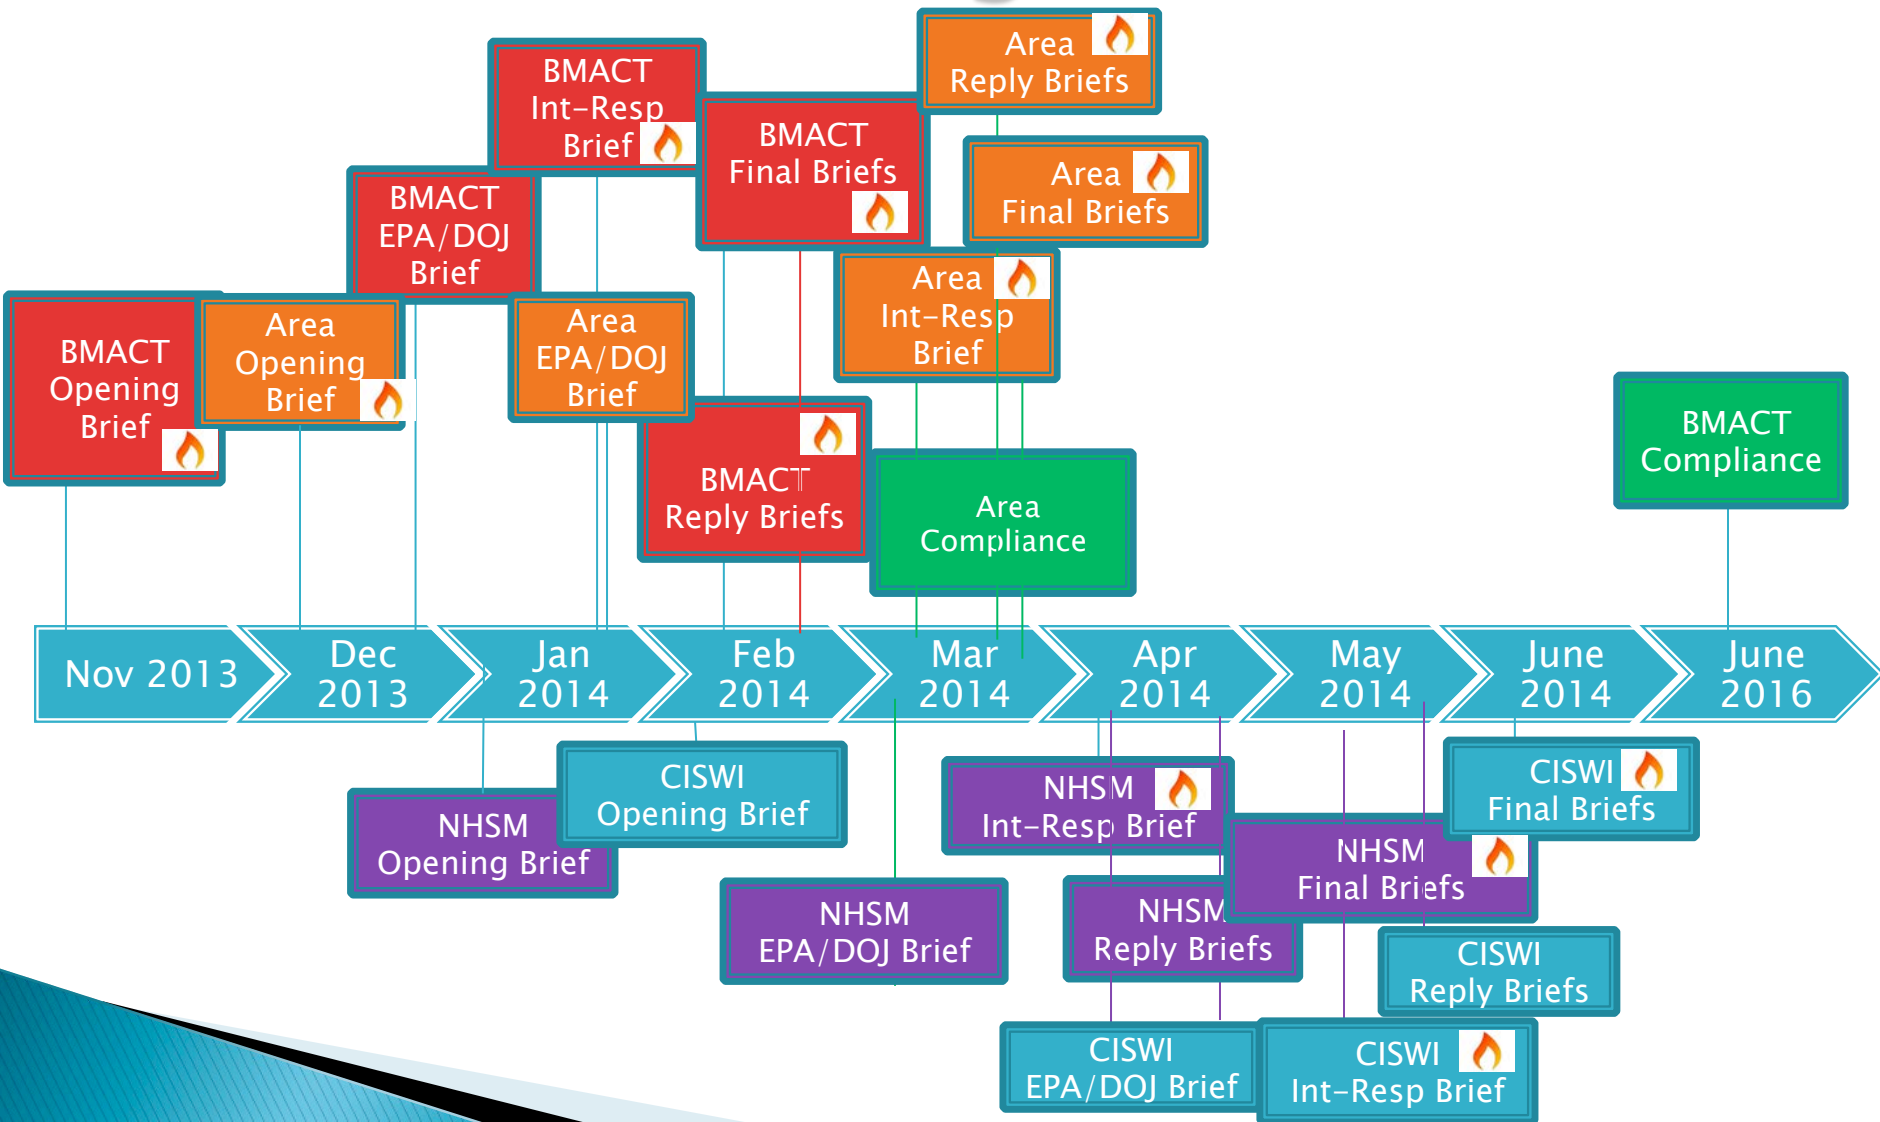 Area
Reply Briefs
BMACT
Int-Resp
Brief
BMACT
Final Briefs
Area
Final Briefs
BMACT
EPA/DOJ
Brief
Area
Int-Resp
Brief
BMACT
Opening
Brief
Area
Opening
Brief
Area
EPA/DOJ
Brief
BMACT
Reply Briefs
Area
Compliance
BMACT
Compliance
Nov 2013
Dec
2013
Jan
2014
Feb
2014
Mar
2014
Apr
2014
May
2014
June
2014
June
2016
NHSM
Opening Brief
CISWI
Opening Brief
NHSM
EPA/DOJ Brief
NHSM
Int-Resp Brief
NHSM
Reply Briefs
NHSM
Final Briefs
CISWI
Final Briefs
CISWI
Reply Briefs
CISWI
EPA/DOJ Brief
CISWI
Int-Resp Brief